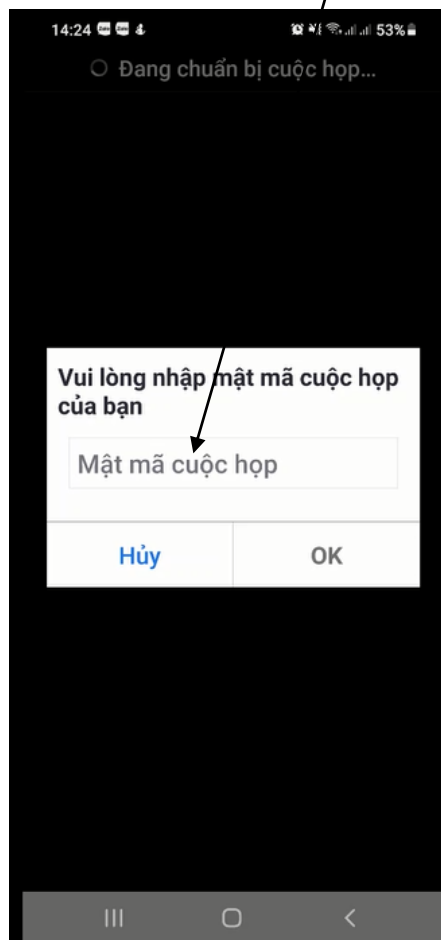 14:24
53%
Đang chuẩn bị cuộc họp...
Vui lòng nhập mật mã cuộc họp
của bạn
Mật mã cuộc họp
Hủy
OK